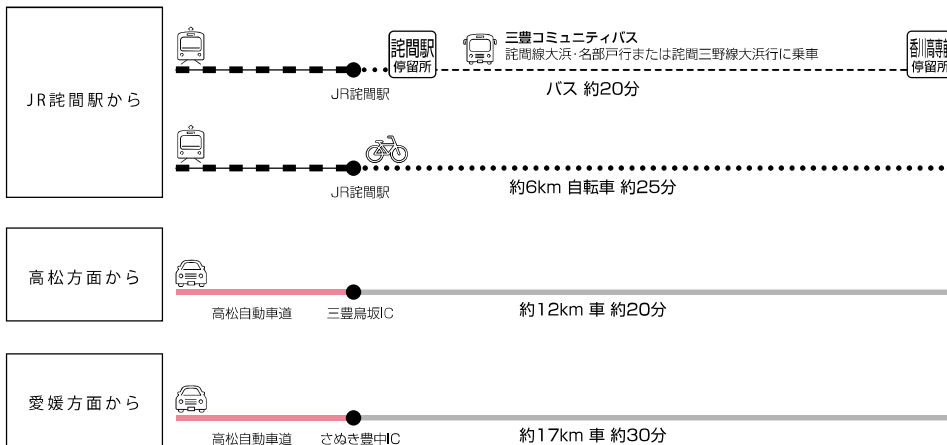 JR詫間駅から
詫間駅
停留所
三豊コミュニティバス
詫間線大浜・名部戸行または詫間三野線大浜行に乗車
停留所
JR詫間駅
バス 約20分
JR詫間駅
約6km 自転車 約25分
高松方面から
高松自動車道
三豊鳥坂IC
約12km 車 約20分
愛媛方面から
高松自動車道
さぬき豊中IC
約17km 車 約30分